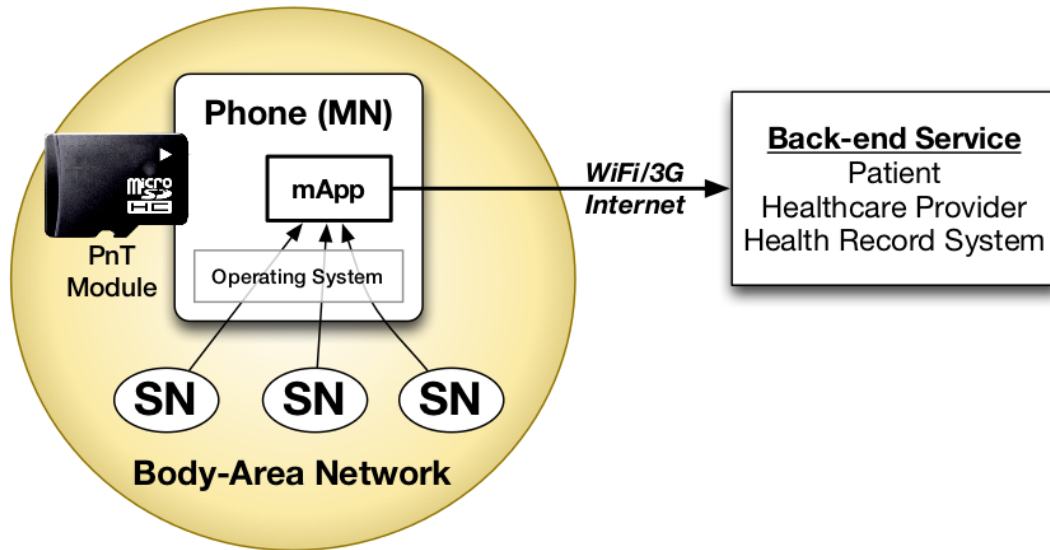 Phone (MN)
mApp
Operating System
micro
SD
HC
PnT
Module
SN
SN
SN
Body-Area Network
WiFi/3G
Internet
Back-end Service
Patient
Healthcare Provider
Health Record System